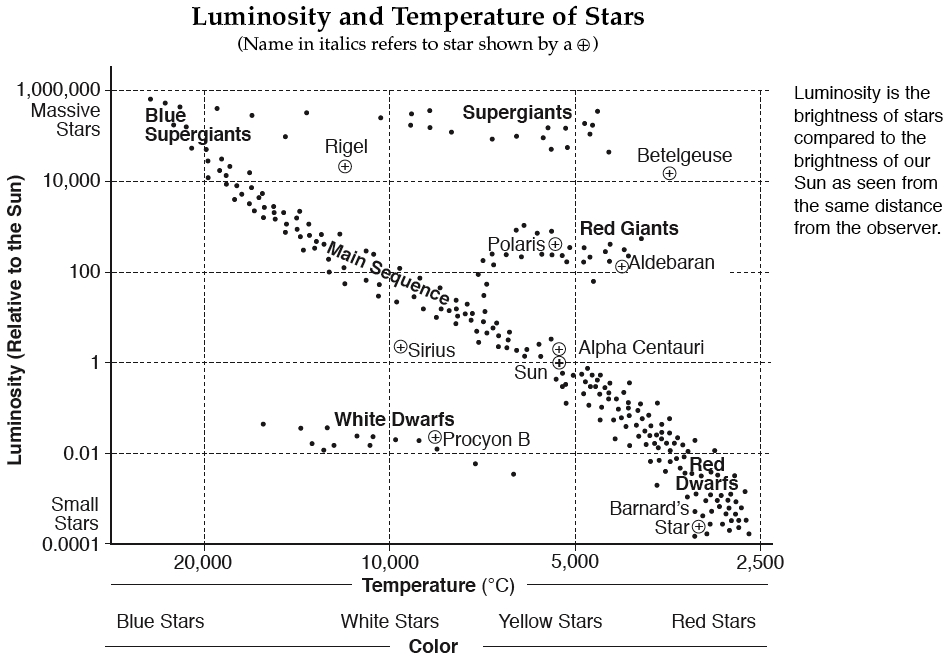 Luminosity and Temperature of Stars
(Name in italics refers to star shown by a ⊕)
Luminosity (Relative to the Sun)
1,000,000
Massive
Stars
10,000
100
1
0.01
Small
Stars
0.0001
Blue
Supergiants
Supergiants
Rigel
Betelgeuse
Red Giants
Polaris
Aldebaran
Main Sequence
Sirius
Alpha Centauri
Sun
White Dwarfs
Procyon B
Red
Dwarfs
Barnard's
Star
20,000
10,000
5,000
2,500
Temperature (°C)
Blue Stars
White Stars
Yellow Stars
Red Stars
Color
Luminosity is the
brightness of stars
compared to the
brightness of our
Sun as seen from
the same distance
from the observer.